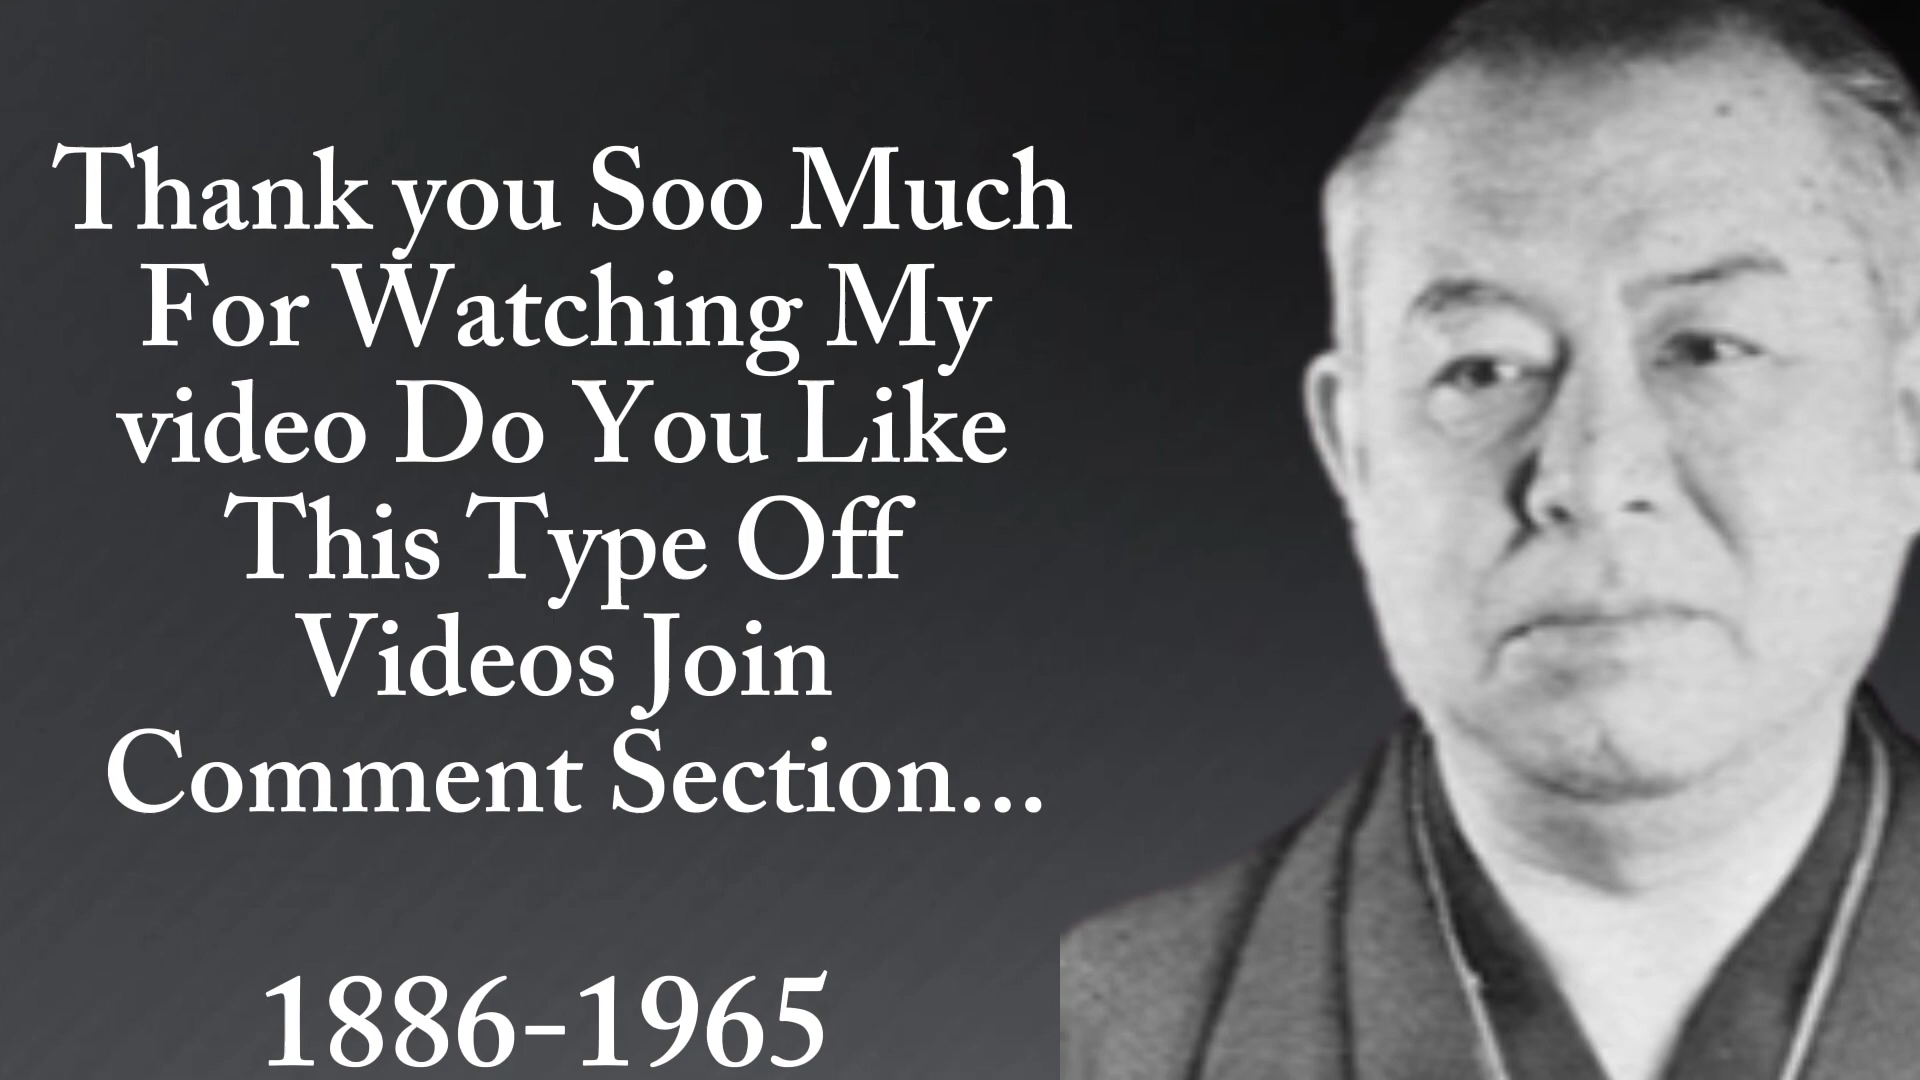 Thank you Soo Much
For Watching My
video Do You Like
This Type Off
Videos Join
Comment Section...
1886-1965